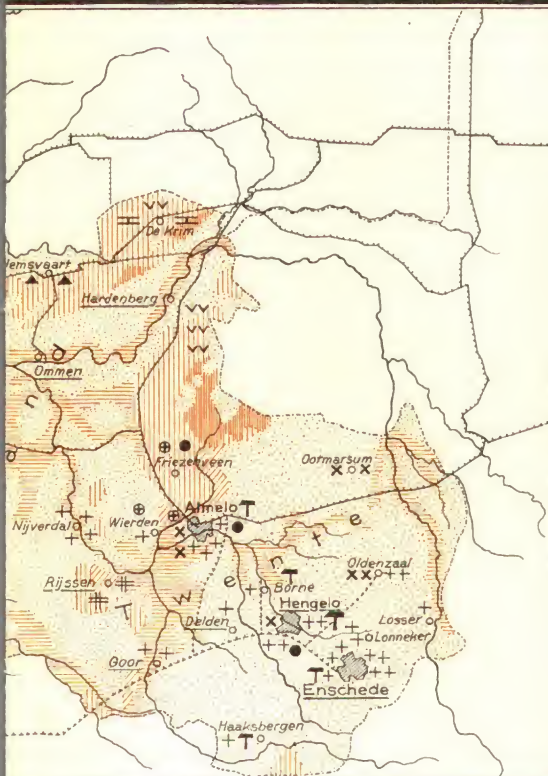 De Krim
lemsvaart
Hardenberg
Ommen
n d
d
Friezenveen
Ootmarsum
Almelo
Nijverdal
Wierden
T w e n t e
Oldenzaal
Rijssen
Borne
Hengelo
Losser
Delden
Lonneker
Goor
Enschede
Haaksbergen